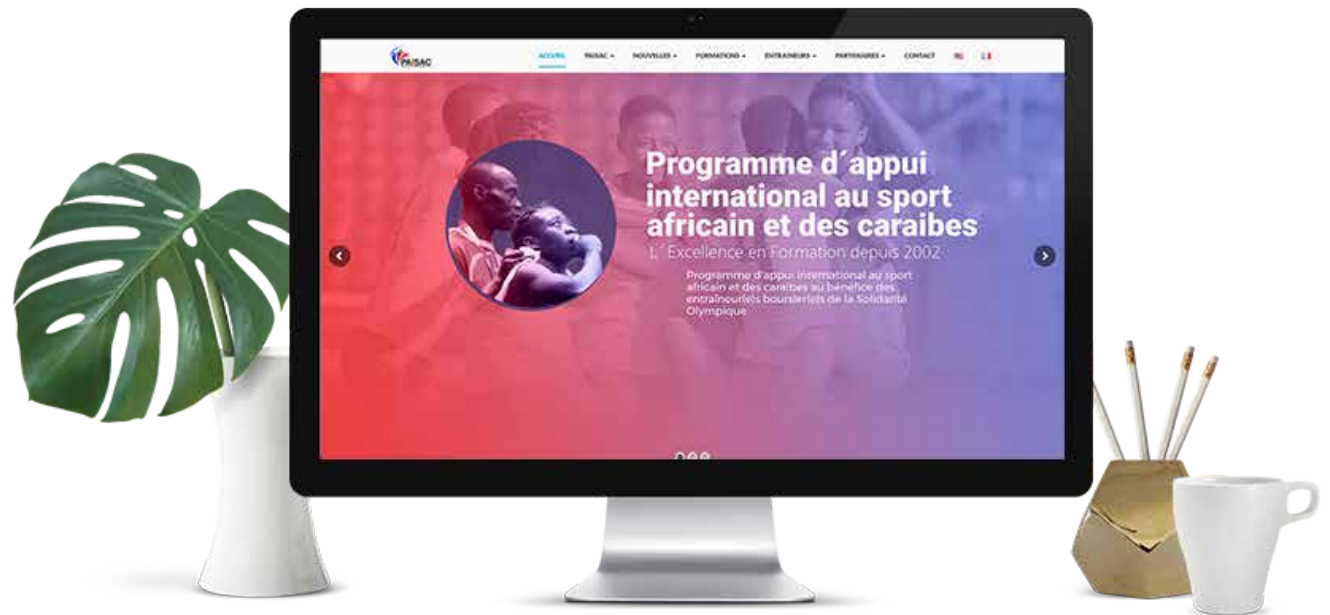 PAISAC
ACCUEIL PAISAC NOUVELLES FORMATIONS ENTRAINEURS PARTENAIRES CONTACT
Programme d´appui
international au sport
africain et des caraibes
L´Excellence en Formation depuis 2002
Programme d'appui international au sport
africain et des caraibes au bénéfice des
entraîneur(e)s boursier(e)s de la Solidarité
Olympique